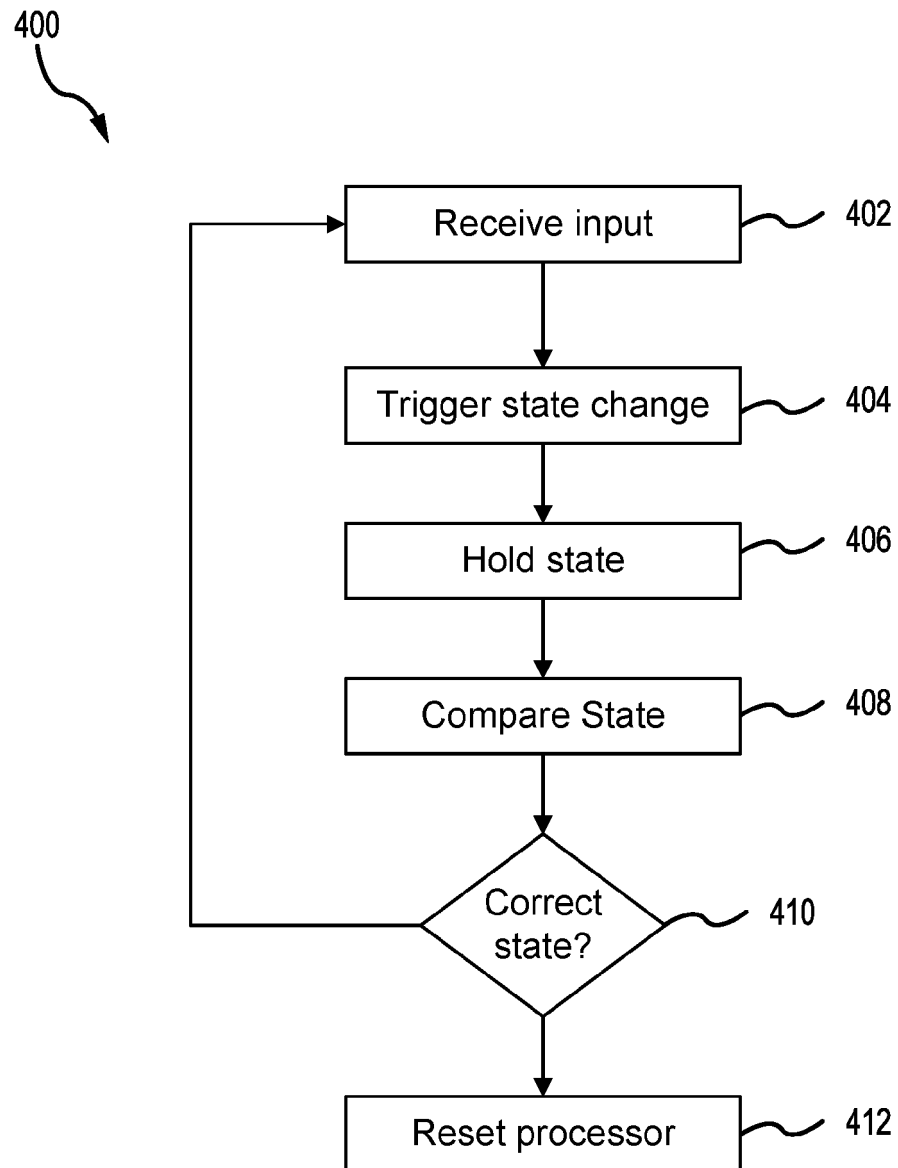 400
Receive input
402
Trigger state change
404
Hold state
406
Compare State
408
Correct
state?
410
Reset processor
412